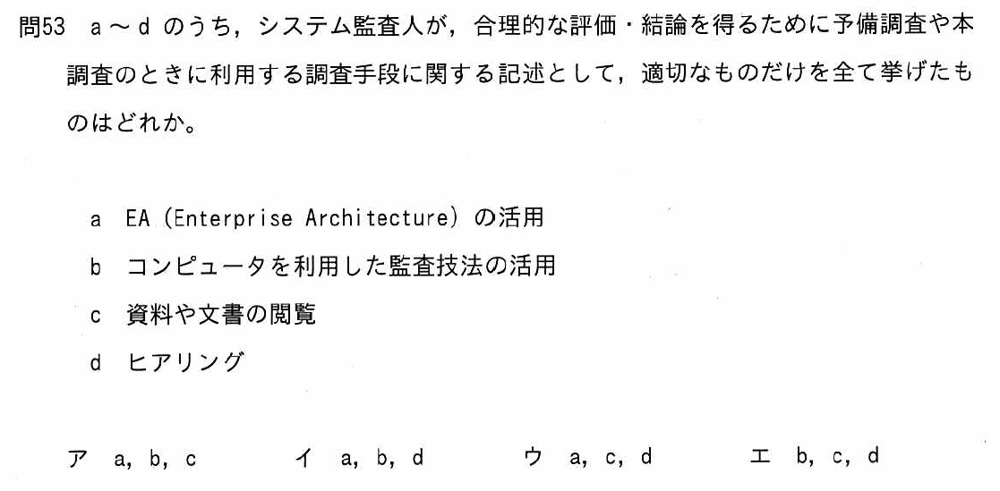 問53 a～d のうち，システム監査人が，合理的な評価・結論を得るために予備調査や本
調査のときに利用する調査手段に関する記述として，適切なものだけを全て挙げたも
のはどれか。
a EA（Enterprise Architecture）の活用
b コンピュータを利用した監査技法の活用
c 資料や文書の閲覧
d ヒアリング
ア a，b，c イ a，b，d ウ a，c，d エ b，c，d